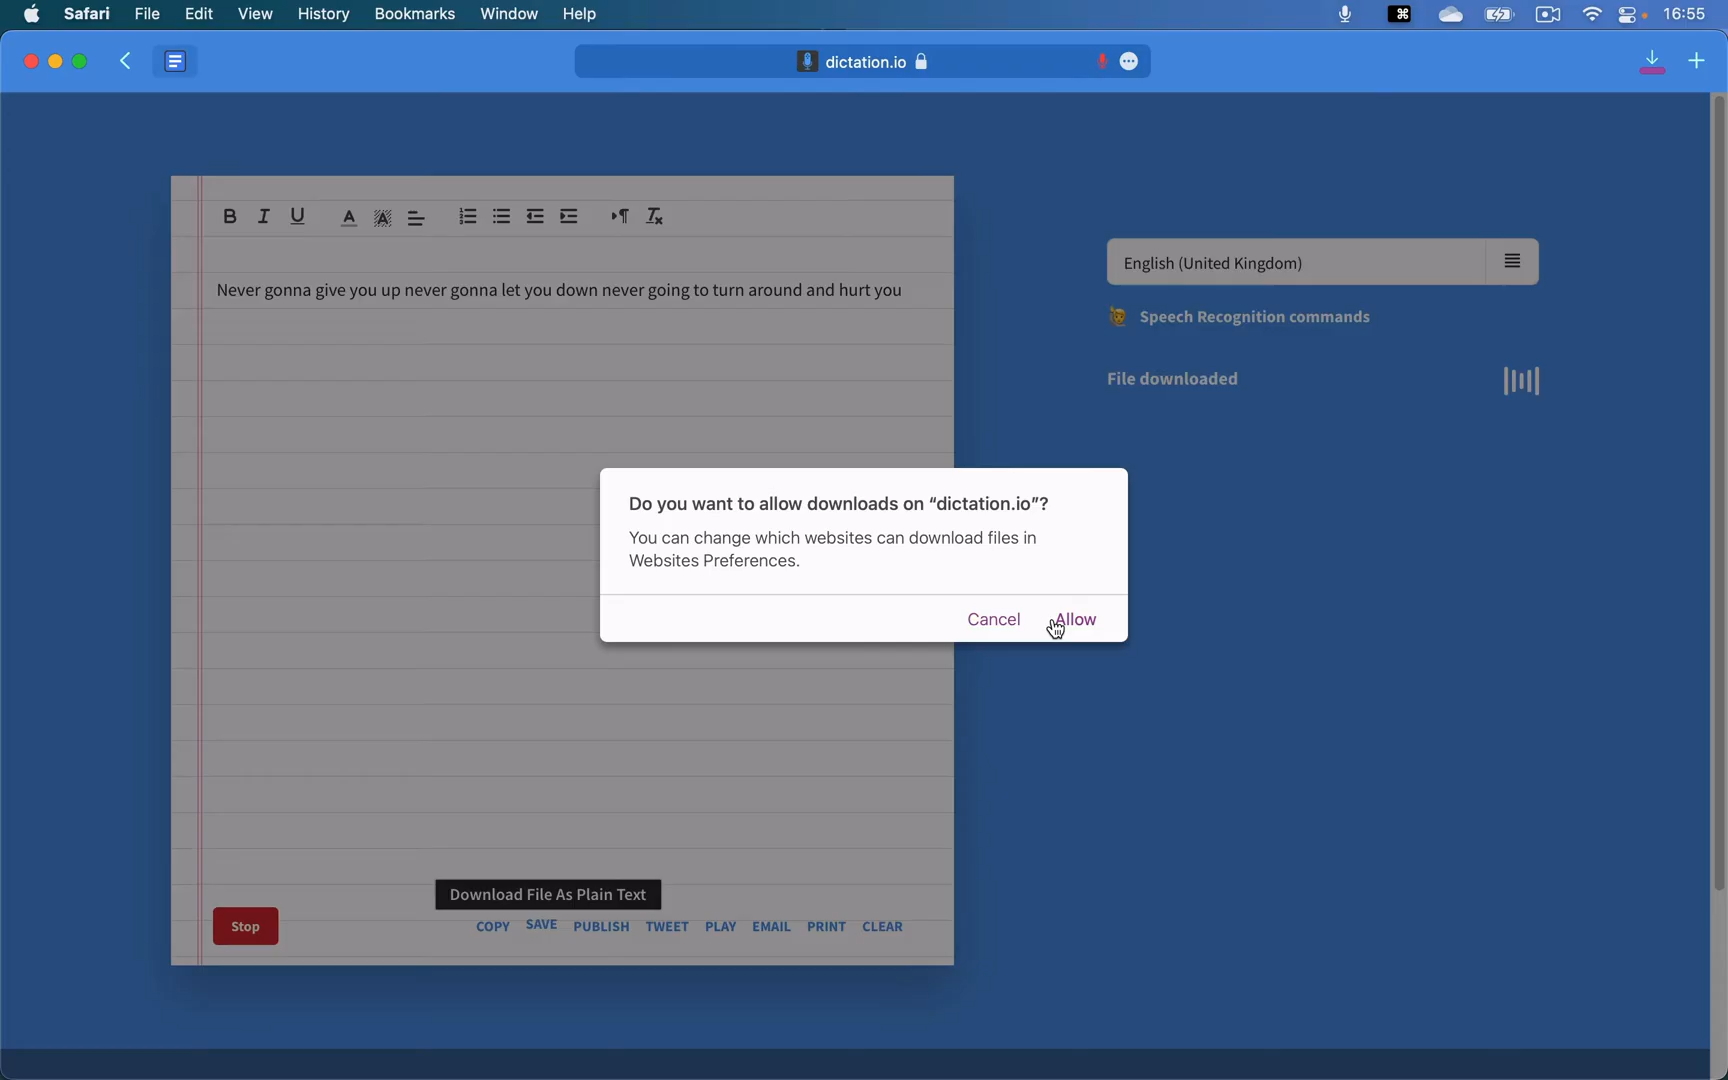 Safari File Edit View History Bookmarks Window Help 16:55
dictation.io
Never gonna give you up never gonna let you down never going to turn around and hurt you
English (United Kingdom)
Speech Recognition commands
File downloaded
Do you want to allow downloads on “dictation.io”?
You can change which websites can download files in
Websites Preferences.
Cancel Allow
Download File As Plain Text
Stop COPY SAVE PUBLISH TWEET PLAY EMAIL PRINT CLEAR